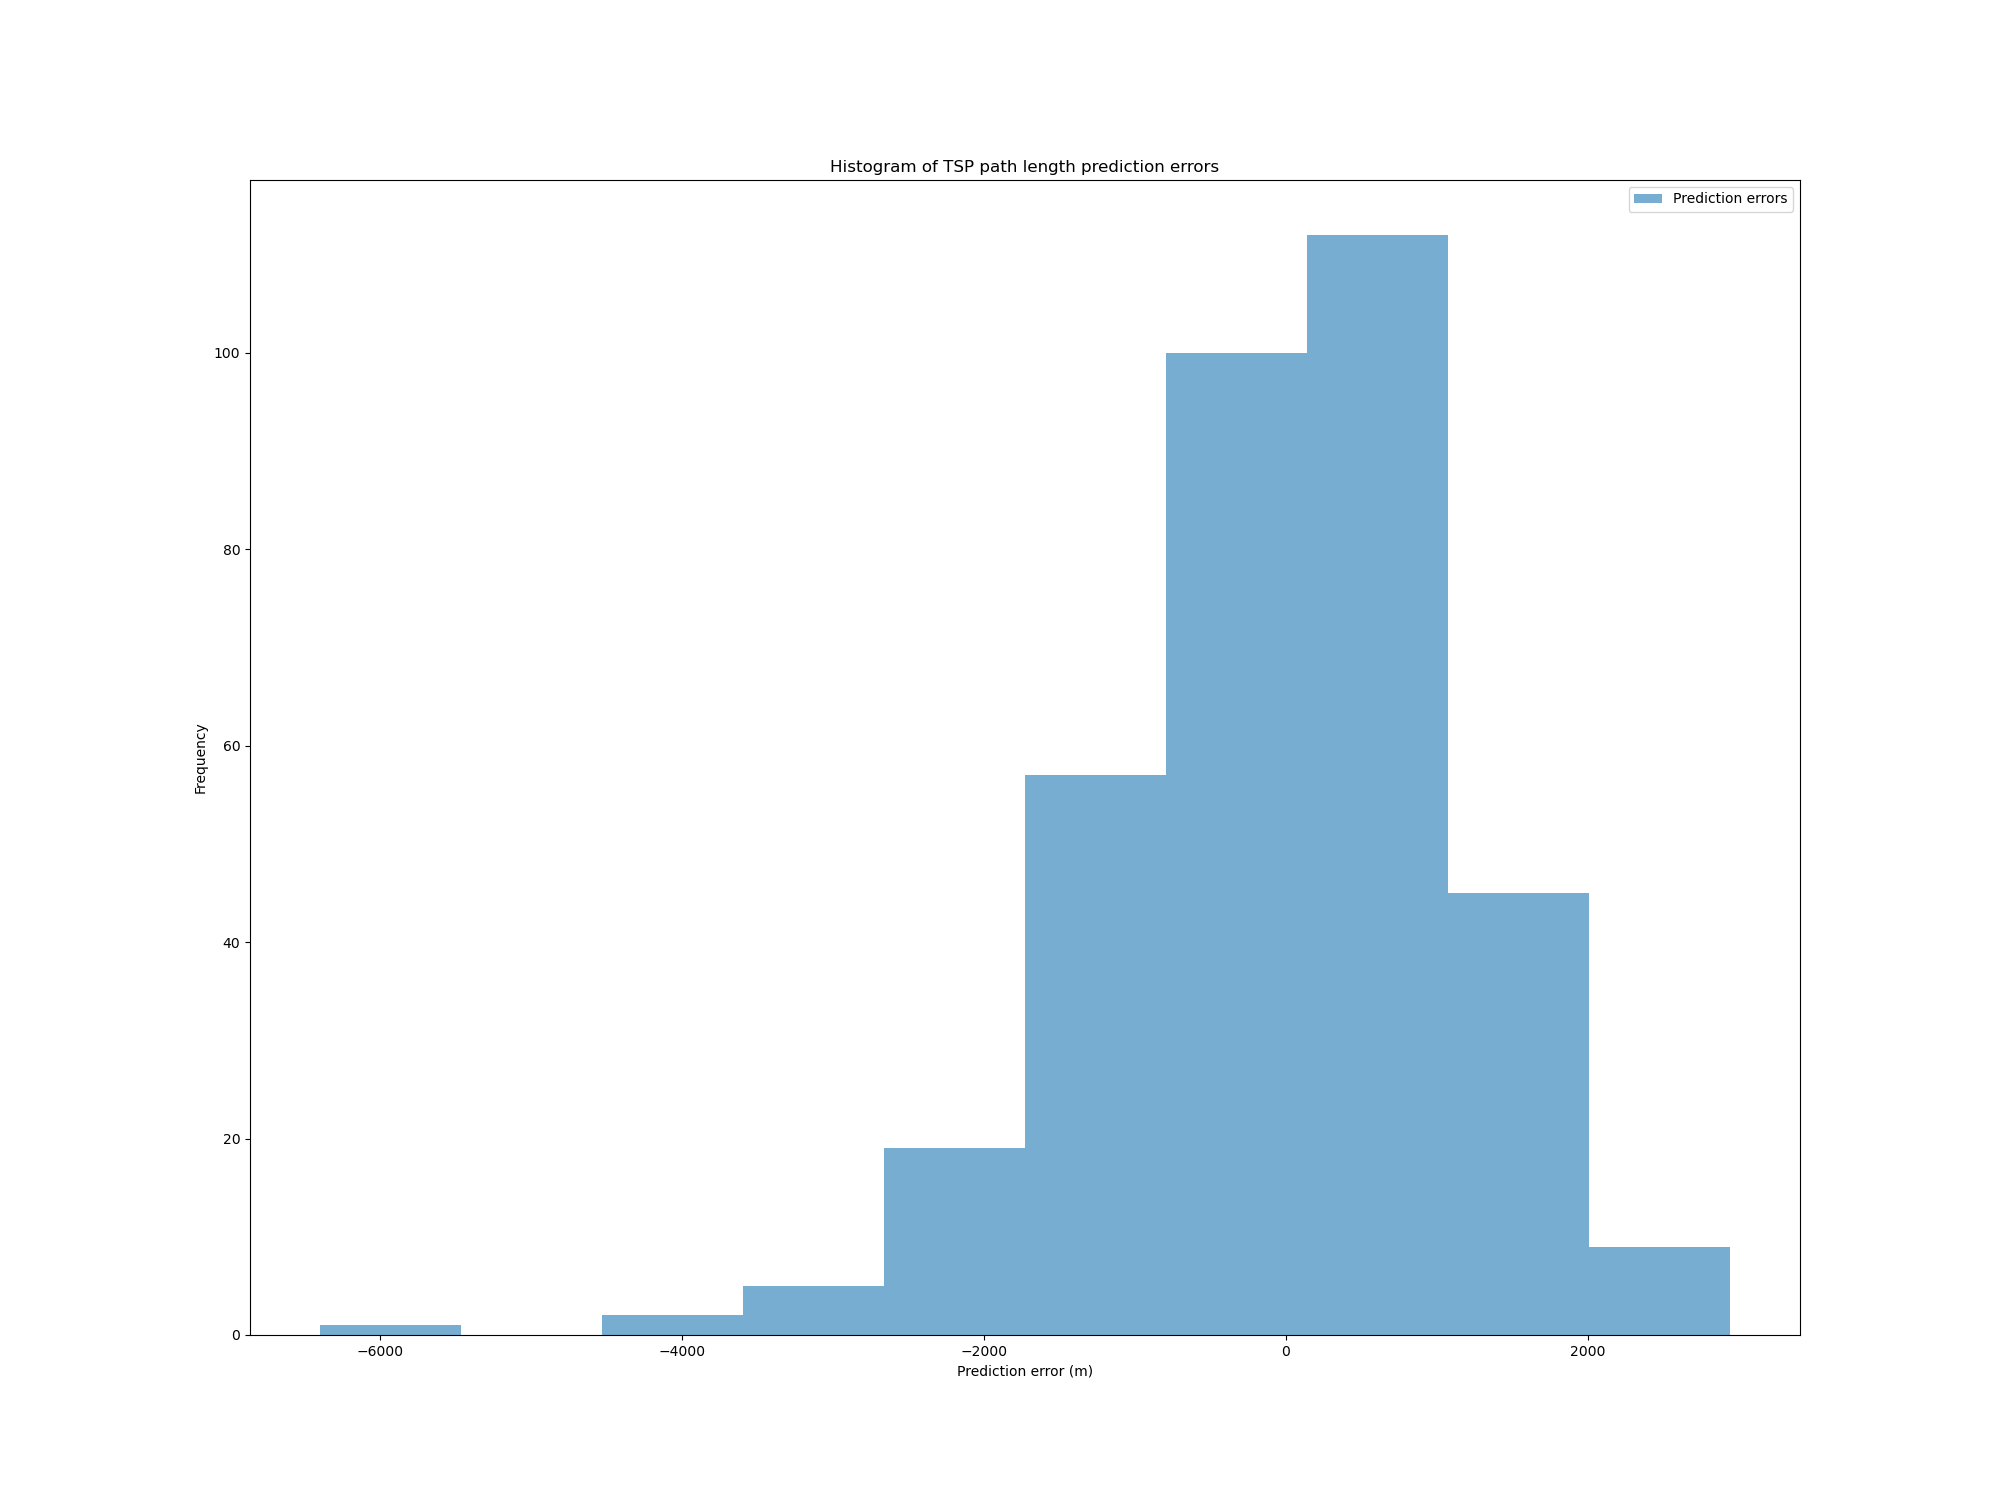 Histogram of TSP path length prediction errors
Prediction errors
100
80
60
40
20
0
Frequency
−6000
−4000
−2000
0
2000
Prediction error (m)